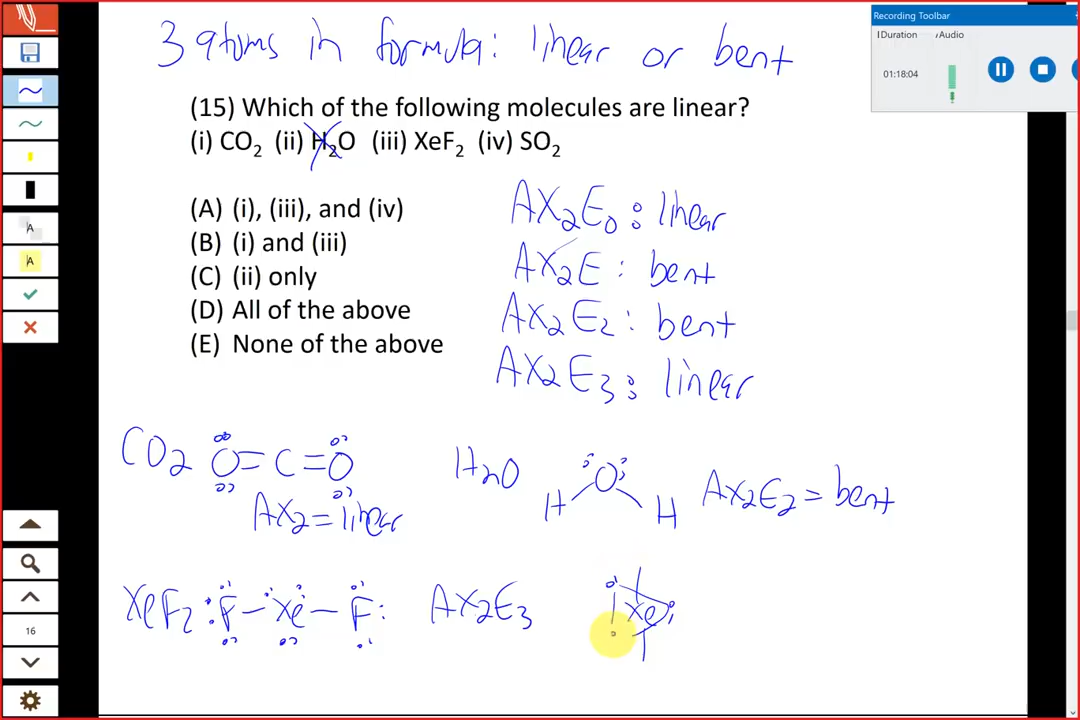 3 atoms in formula: linear or bent
Recording Toolbar
Duration Audio
01:18:04
(15) Which of the following molecules are linear?
(i) CO2 (ii) H2O (iii) XeF2 (iv) SO2
(A) (i), (iii), and (iv)
(B) (i) and (iii)
(C) (ii) only
(D) All of the above
(E) None of the above
AX2E0: linear
AX2E: bent
AX2E2: bent
AX2E3: linear
CO2 O=C=O
AX2=linear
H2O H O H AX2E2=bent
XeF2 :F-Xe-F: AX2E3 Xe
A
A
16